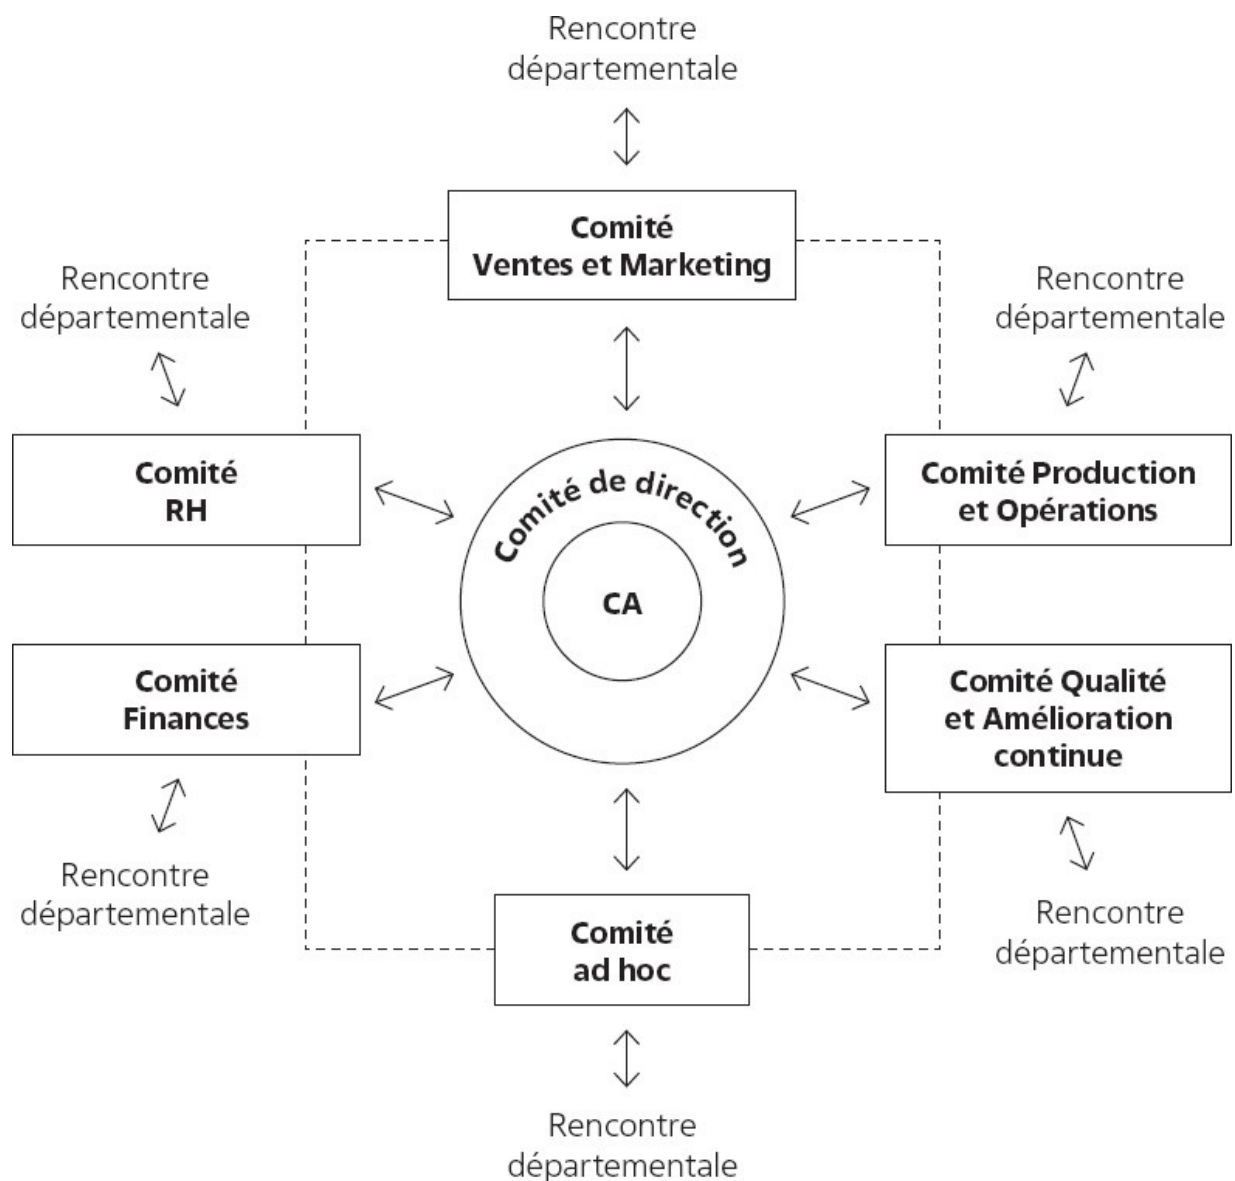 Rencontre
départementale
Comité
Ventes et Marketing
Rencontre
départementale
Rencontre
départementale
Comité
RH
Comité de direction
CA
Comité Production
et Opérations
Comité
Finances
Comité Qualité
et Amélioration
continue
Rencontre
départementale
Comité
ad hoc
Rencontre
départementale
Rencontre
départementale